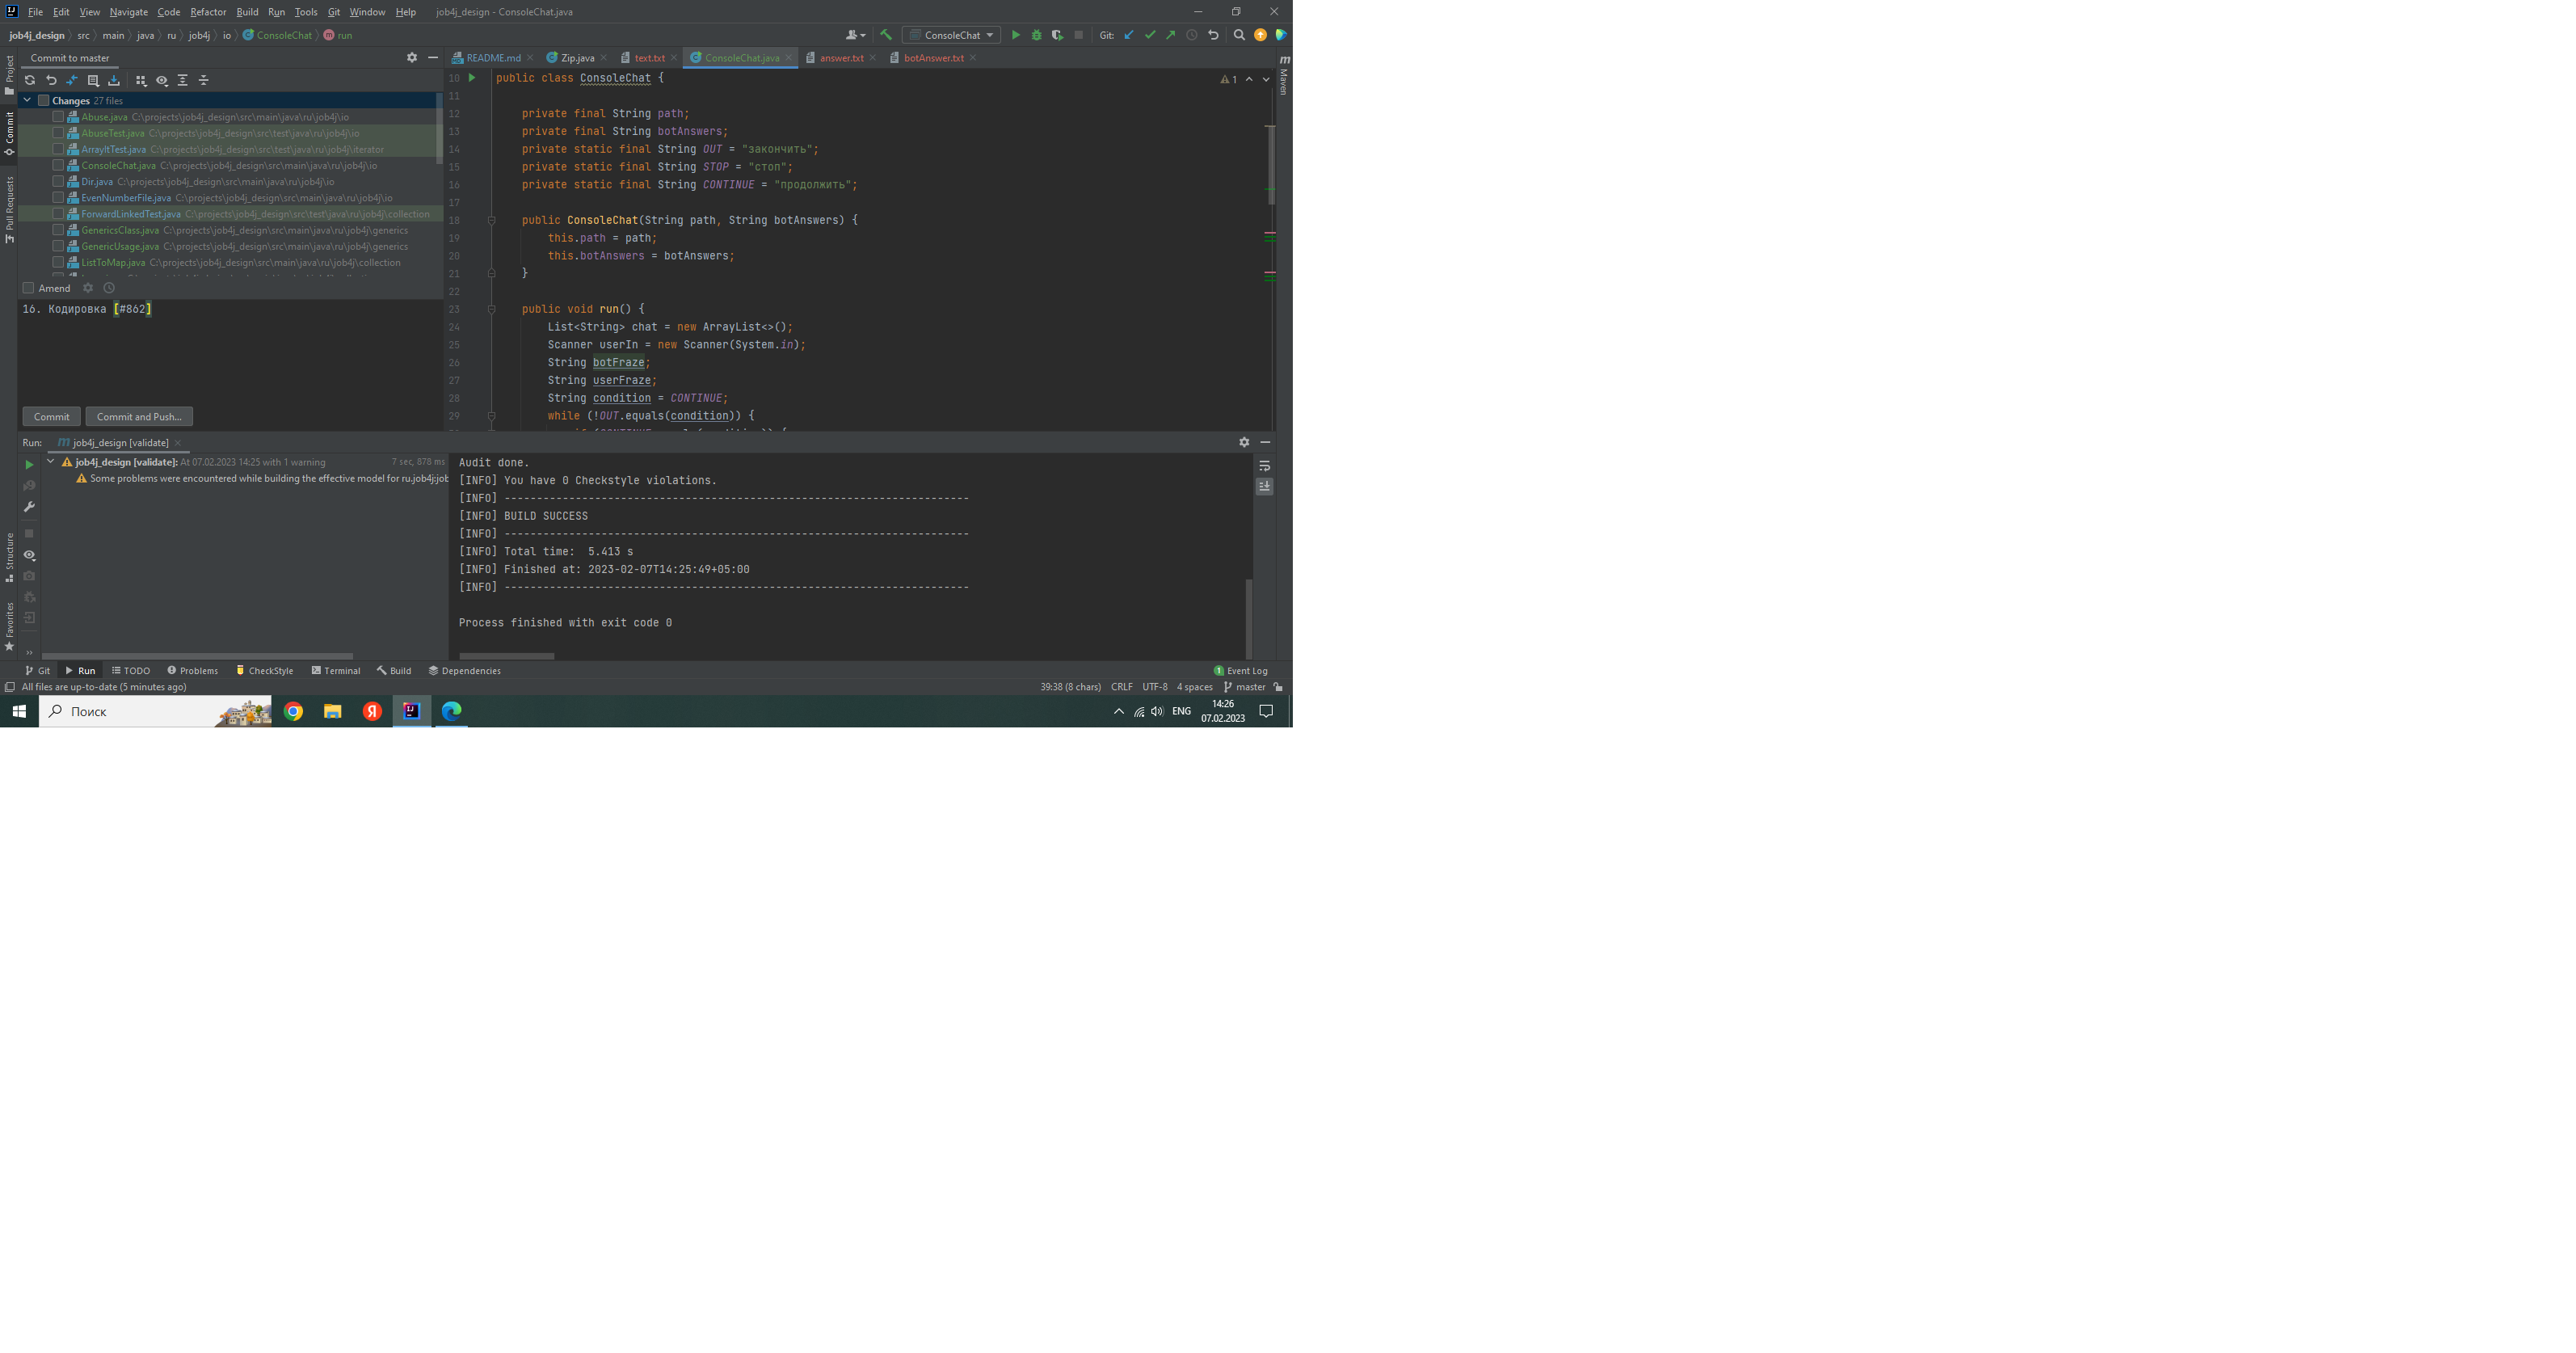 File Edit View Navigate Code Refactor Build Run Tools Git Window Help job4j_design - ConsoleChat.java
job4j_design src main java ru job4j io ConsoleChat run
ConsoleChat Git:
Project
Commit
Pull Requests
Structure
Favorites
Commit to master
Changes 27 files
Abuse.java C:\projects\job4j_design\src\main\java\ru\job4j\io
AbuseTest.java C:\projects\job4j_design\src\test\java\ru\job4j\io
ArrayItTest.java C:\projects\job4j_design\src\test\java\ru\job4j\iterator
ConsoleChat.java C:\projects\job4j_design\src\main\java\ru\job4j\io
Dir.java C:\projects\job4j_design\src\main\java\ru\job4j\io
EvenNumberFile.java C:\projects\job4j_design\src\main\java\ru\job4j\io
ForwardLinkedTest.java C:\projects\job4j_design\src\test\java\ru\job4j\collection
GenericsClass.java C:\projects\job4j_design\src\main\java\ru\job4j\generics
GenericUsage.java C:\projects\job4j_design\src\main\java\ru\job4j\generics
ListToMap.java C:\projects\job4j_design\src\main\java\ru\job4j\collection
Amend
16. Кодировка [#862]
Commit Commit and Push...
README.md Zip.java text.txt ConsoleChat.java answer.txt botAnswer.txt
Maven
1
10 public class ConsoleChat {
11
12 private final String path;
13 private final String botAnswers;
14 private static final String OUT = "закончить";
15 private static final String STOP = "стоп";
16 private static final String CONTINUE = "продолжить";
17
18 public ConsoleChat(String path, String botAnswers) {
19 this.path = path;
20 this.botAnswers = botAnswers;
21 }
22
23 public void run() {
24 List<String> chat = new ArrayList<>();
25 Scanner userIn = new Scanner(System.in);
26 String botFraze;
27 String userFraze;
28 String condition = CONTINUE;
29 while (!OUT.equals(condition)) {
Run: job4j_design [validate]
job4j_design [validate]: At 07.02.2023 14:25 with 1 warning 7 sec, 878 ms
Some problems were encountered while building the effective model for ru.job4j:job
Audit done.
[INFO] You have 0 Checkstyle violations.
[INFO] ------------------------------------------------------------------------
[INFO] BUILD SUCCESS
[INFO] ------------------------------------------------------------------------
[INFO] Total time:  5.413 s
[INFO] Finished at: 2023-02-07T14:25:49+05:00
[INFO] ------------------------------------------------------------------------
Process finished with exit code 0
Git Run TODO Problems CheckStyle Terminal Build Dependencies 1 Event Log
All files are up-to-date (5 minutes ago) 39:38 (8 chars) CRLF UTF-8 4 spaces master
Поиск
Я
ENG
14:26
07.02.2023